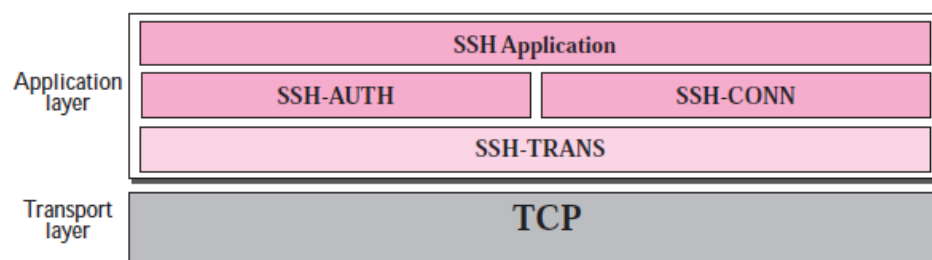 SSH Application
Application
layer
SSH-AUTH
SSH-CONN
SSH-TRANS
Transport
layer
TCP